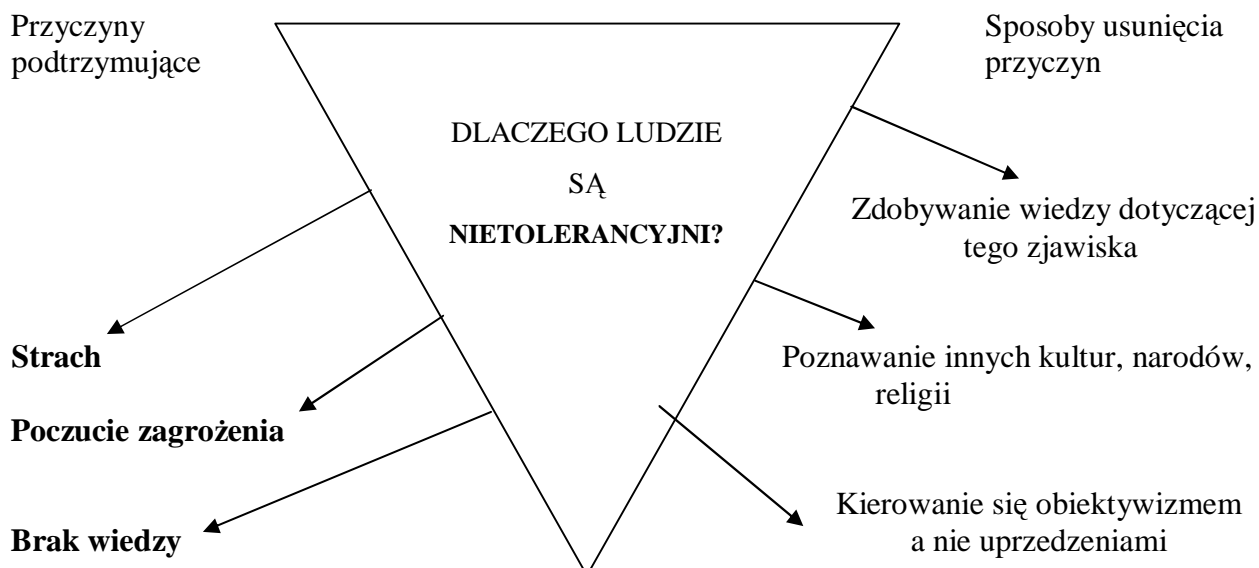 Przyczyny
podtrzymujące
Sposoby usunięcia
przyczyn
DLACZEGO LUDZIE
SĄ
NIETOLERANCYJNI?
Strach
Poczucie zagrożenia
Brak wiedzy
Zdobywanie wiedzy dotyczącej
tego zjawiska
Poznawanie innych kultur, narodów,
religii
Kierowanie się obiektywizmem
a nie uprzedzeniami